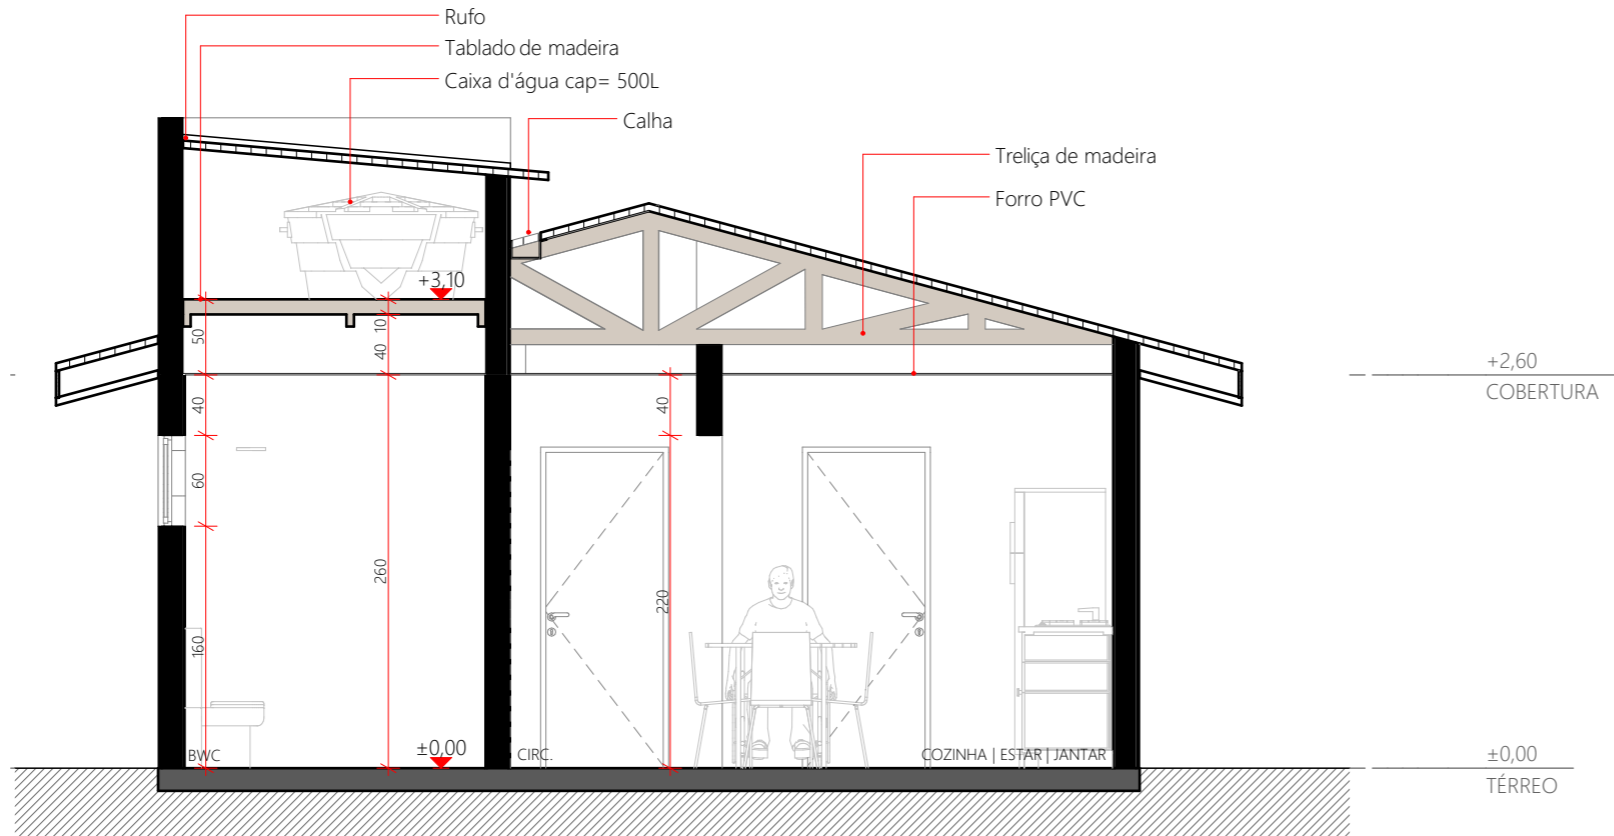 Rufo
Tablado de madeira
Caixa d'água cap= 500L
Calha
Treliça de madeira
Forro PVC
+3,10
50
10
40
+2,60
COBERTURA
40
40
60
260
220
160
BWC
±0,00
CIRC.
COZINHA | ESTAR | JANTAR
±0,00
TÉRREO